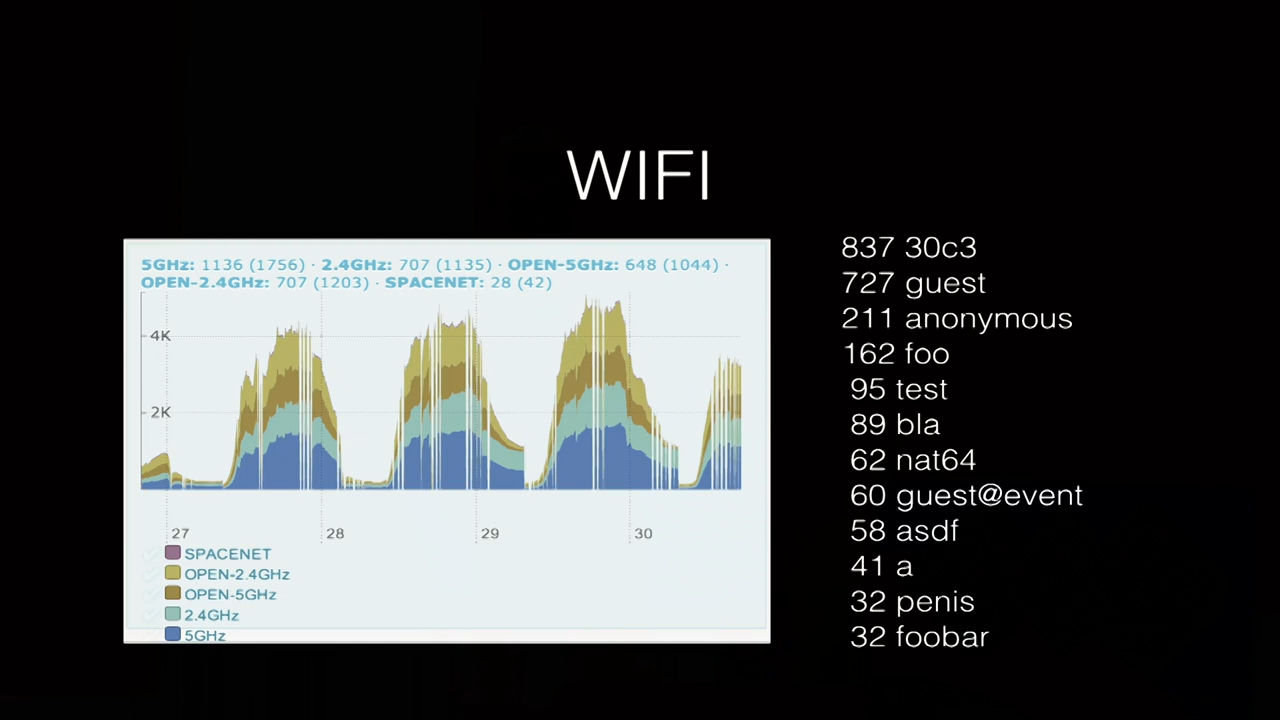 WIFI
5GHz: 1136 (1756) · 2.4GHz: 707 (1135) · OPEN-5GHz: 648 (1044) ·
OPEN-2.4GHz: 707 (1203) · SPACENET: 28 (42)
4K
2K
27 28 29 30
SPACENET
OPEN-2.4GHz
OPEN-5GHz
2.4GHz
5GHz
837 30c3
727 guest
211 anonymous
162 foo
95 test
89 bla
62 nat64
60 guest@event
58 asdf
41 a
32 penis
32 foobar